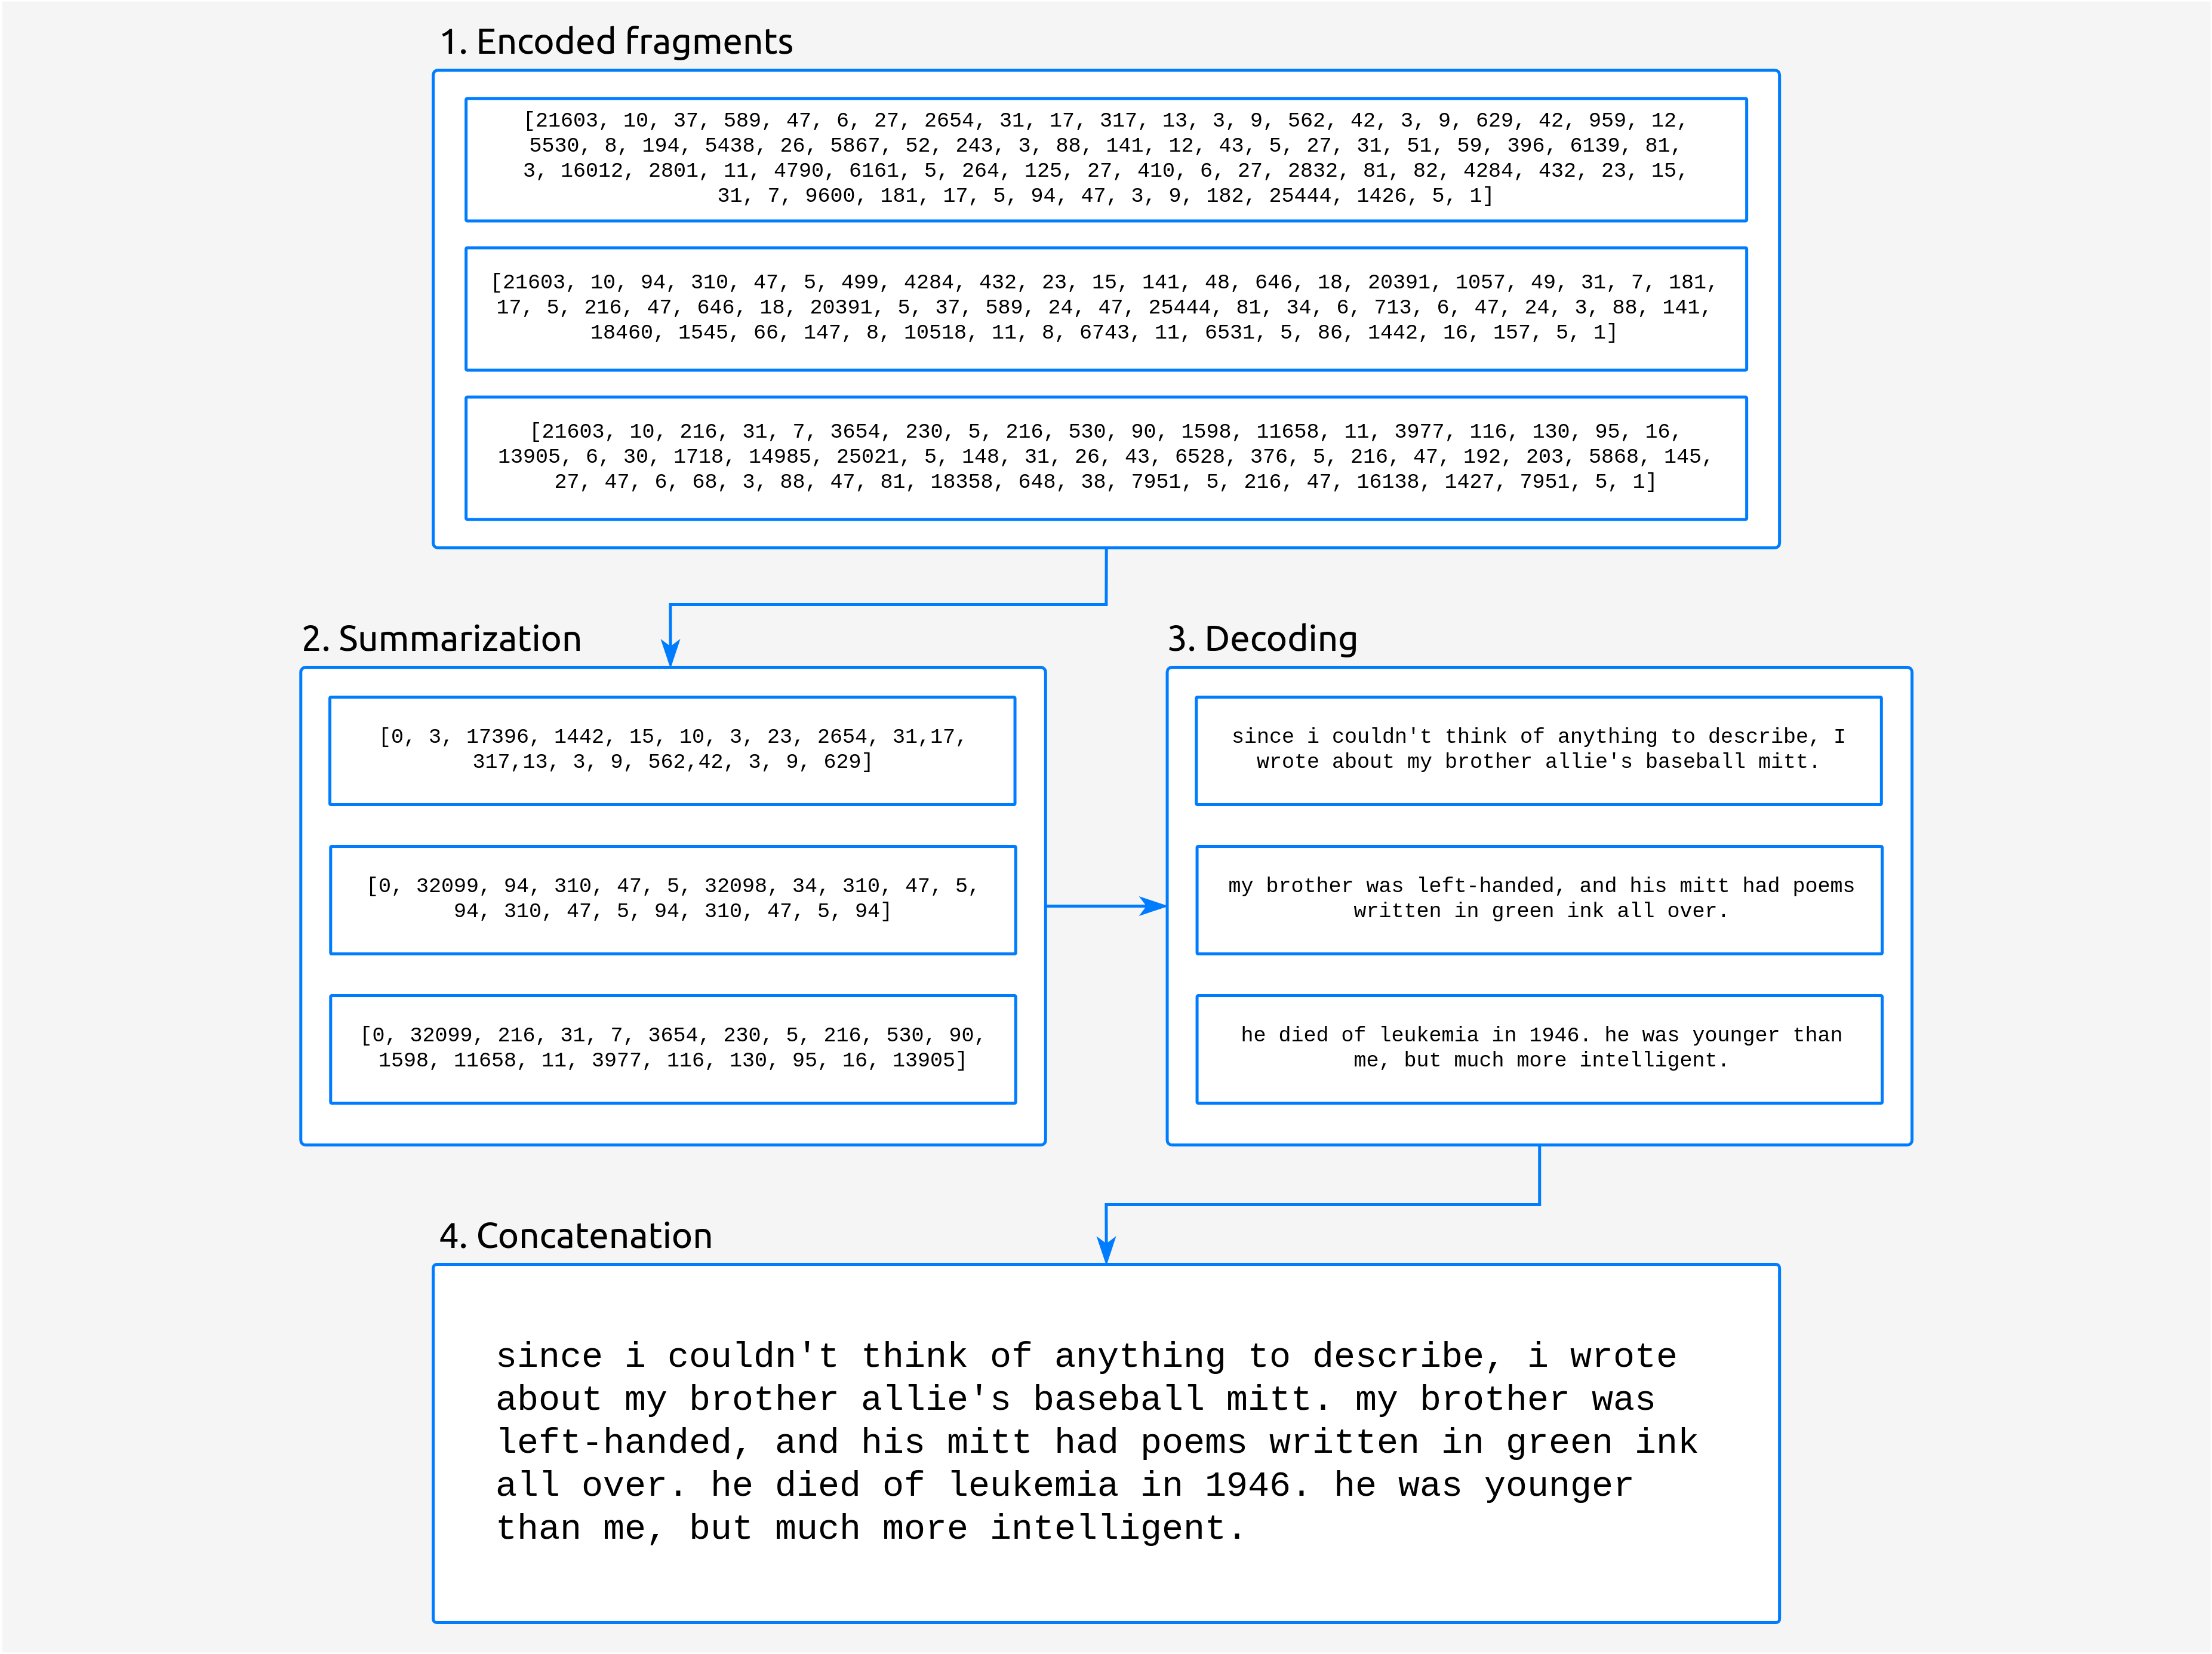 1. Encoded fragments
[21603, 10, 37, 589, 47, 6, 27, 2654, 31, 17, 317, 13, 3, 9, 562, 42, 3, 9, 629, 42, 959, 12,
5530, 8, 194, 5438, 26, 5867, 52, 243, 3, 88, 141, 12, 43, 5, 27, 31, 51, 59, 396, 6139, 81,
3, 16012, 2801, 11, 4790, 6161, 5, 264, 125, 27, 410, 6, 27, 2832, 81, 82, 4284, 432, 23, 15,
31, 7, 9600, 181, 17, 5, 94, 47, 3, 9, 182, 25444, 1426, 5, 1]
[21603, 10, 94, 310, 47, 5, 499, 4284, 432, 23, 15, 141, 48, 646, 18, 20391, 1057, 49, 31, 7, 181,
17, 5, 216, 47, 646, 18, 20391, 5, 37, 589, 24, 47, 25444, 81, 34, 6, 713, 6, 47, 24, 3, 88, 141,
18460, 1545, 66, 147, 8, 10518, 11, 8, 6743, 11, 6531, 5, 86, 1442, 16, 157, 5, 1]
[21603, 10, 216, 31, 7, 3654, 230, 5, 216, 530, 90, 1598, 11658, 11, 3977, 116, 130, 95, 16,
13905, 6, 30, 1718, 14985, 25021, 5, 148, 31, 26, 43, 6528, 376, 5, 216, 47, 192, 203, 5868, 145,
27, 47, 6, 68, 3, 88, 47, 81, 18358, 648, 38, 7951, 5, 216, 47, 16138, 1427, 7951, 5, 1]
2. Summarization
[0, 3, 17396, 1442, 15, 10, 3, 23, 2654, 31,17,
317,13, 3, 9, 562,42, 3, 9, 629]
[0, 32099, 94, 310, 47, 5, 32098, 34, 310, 47, 5,
94, 310, 47, 5, 94, 310, 47, 5, 94]
[0, 32099, 216, 31, 7, 3654, 230, 5, 216, 530, 90,
1598, 11658, 11, 3977, 116, 130, 95, 16, 13905]
3. Decoding
since i couldn't think of anything to describe, I
wrote about my brother allie's baseball mitt.
my brother was left-handed, and his mitt had poems
written in green ink all over.
he died of leukemia in 1946. he was younger than
me, but much more intelligent.
4. Concatenation
since i couldn't think of anything to describe, i wrote
about my brother allie's baseball mitt. my brother was
left-handed, and his mitt had poems written in green ink
all over. he died of leukemia in 1946. he was younger
than me, but much more intelligent.